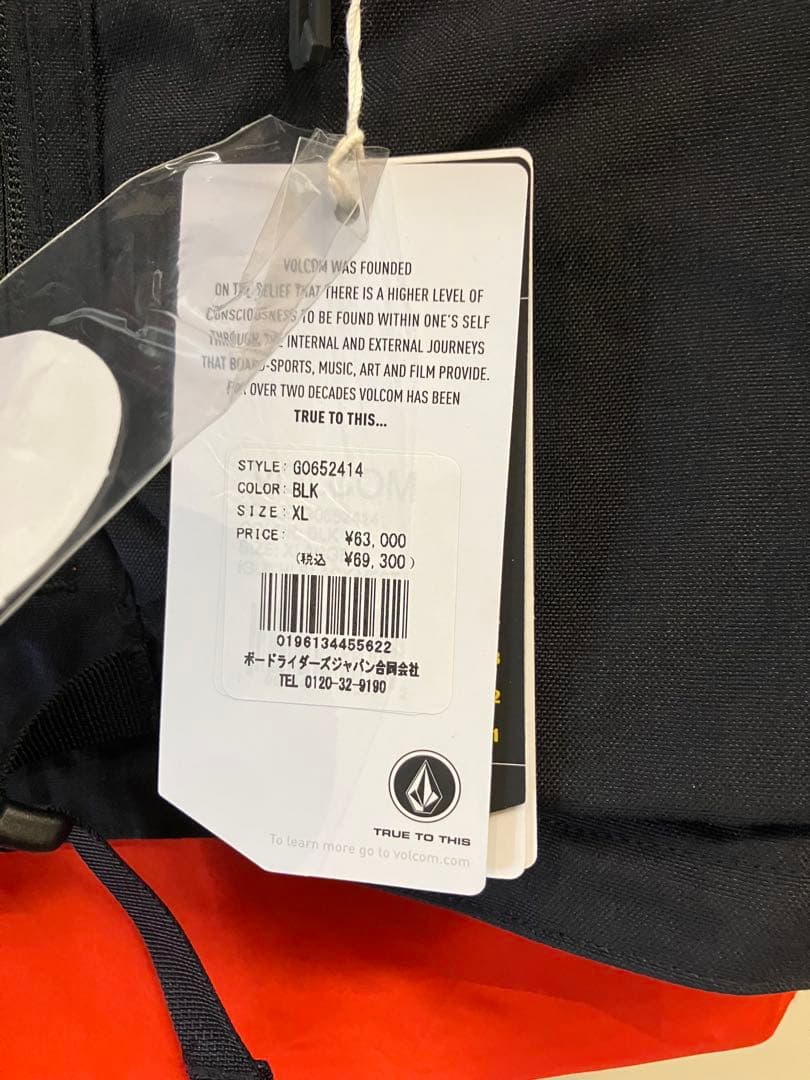 VOLCOM WAS FOUNDED
ON THE BELIEF THAT THERE IS A HIGHER LEVEL OF
CONSCIOUSNESS TO BE FOUND WITHIN ONE'S SELF
THROUGH THE INTERNAL AND EXTERNAL JOURNEYS
THAT BOARD-SPORTS, MUSIC, ART AND FILM PROVIDE.
FOR OVER TWO DECADES VOLCOM HAS BEEN
TRUE TO THIS...
STYLE: G0652414
COLOR: BLK
SIZE: XL
PRICE: ¥63,000
(税込 ¥69,300)
0196134455622
ボードライダーズジャパン合同会社
TEL 0120-32-9190
2
1
TRUE TO THIS
To learn more go to volcom.com